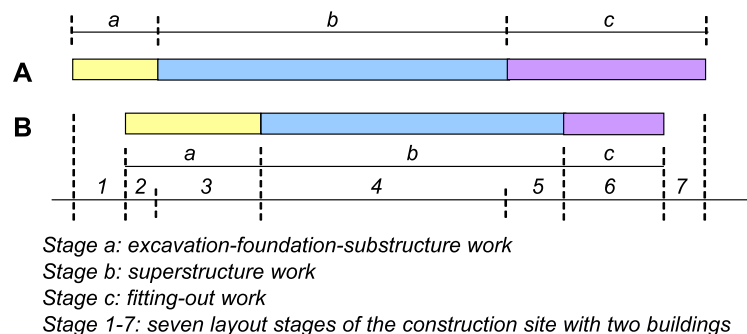 a b c
A
B
a b c
1 2 3 4 5 6 7
Stage a: excavation-foundation-substructure work
Stage b: superstructure work
Stage c: fitting-out work
Stage 1-7: seven layout stages of the construction site with two buildings